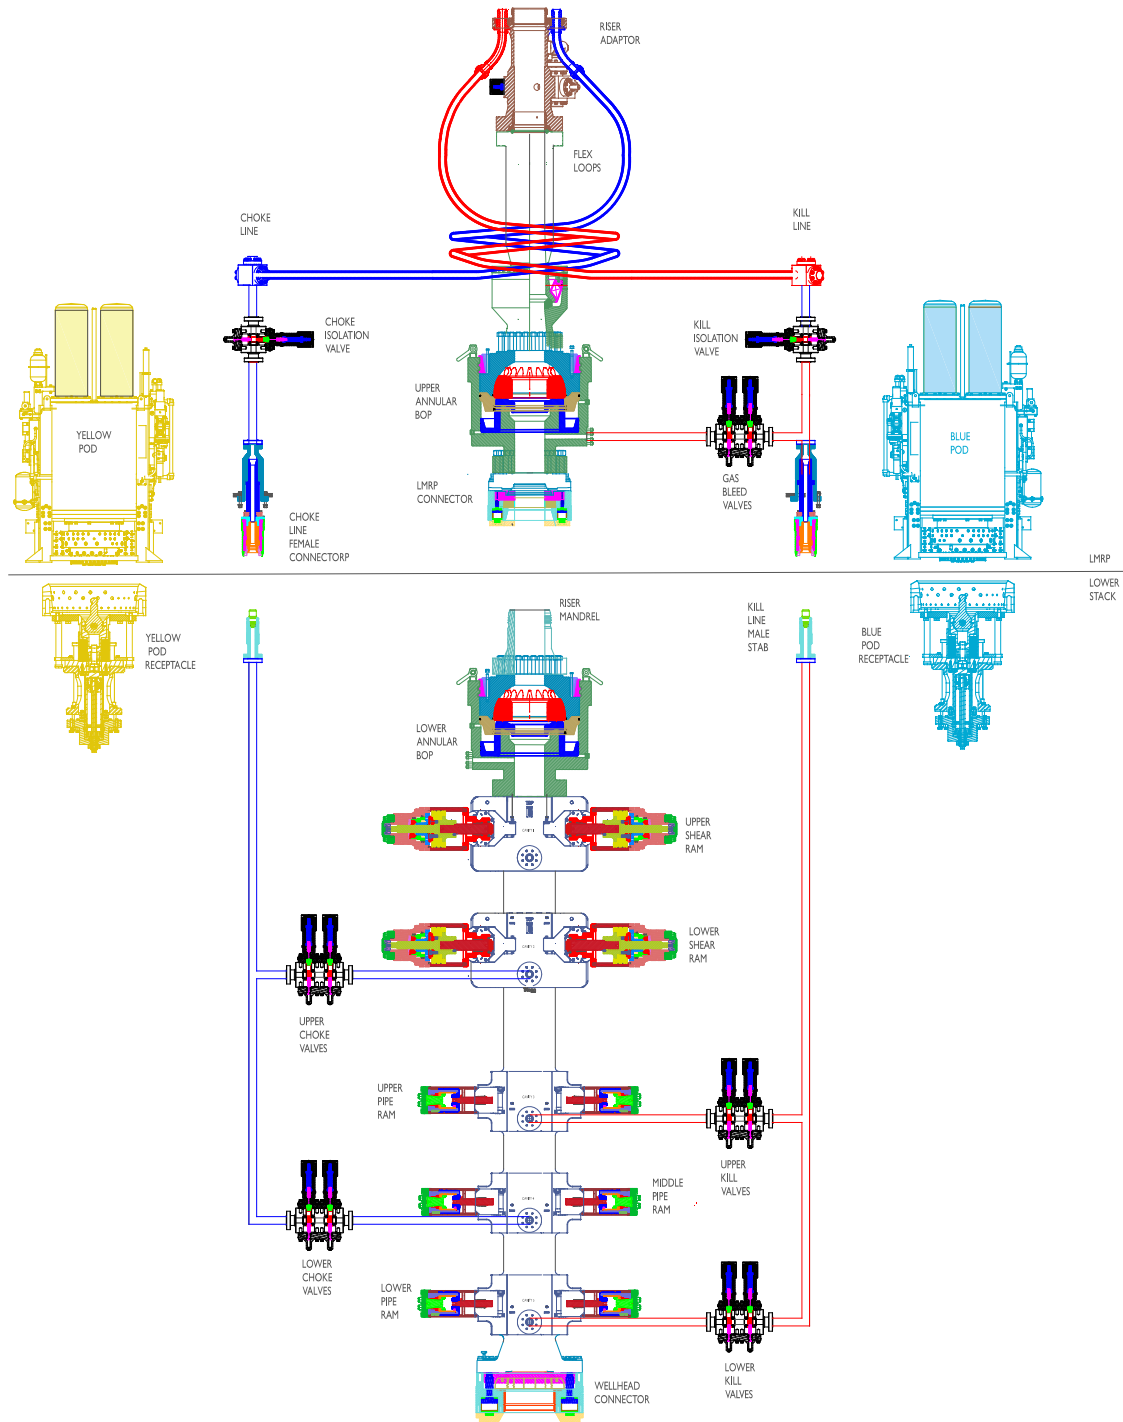 RISER
ADAPTOR
FLEX
LOOPS
CHOKE
LINE
KILL
LINE
CHOKE
ISOLATION
VALVE
KILL
ISOLATION
VALVE
UPPER
ANNULAR
BOP
YELLOW
POD
BLUE
POD
LMRP
CONNECTOR
GAS
BLEED
VALVES
CHOKE
LINE
FEMALE
CONNECTORP
LMRP
LOWER
STACK
RISER
MANDREL
KILL
LINE
MALE
STAB
YELLOW
POD
RECEPTACLE
BLUE
POD
RECEPTACLE
LOWER
ANNULAR
BOP
UPPER
SHEAR
RAM
LOWER
SHEAR
RAM
UPPER
CHOKE
VALVES
UPPER
PIPE
RAM
UPPER
KILL
VALVES
MIDDLE
PIPE
RAM
LOWER
CHOKE
VALVES
LOWER
PIPE
RAM
LOWER
KILL
VALVES
WELLHEAD
CONNECTOR